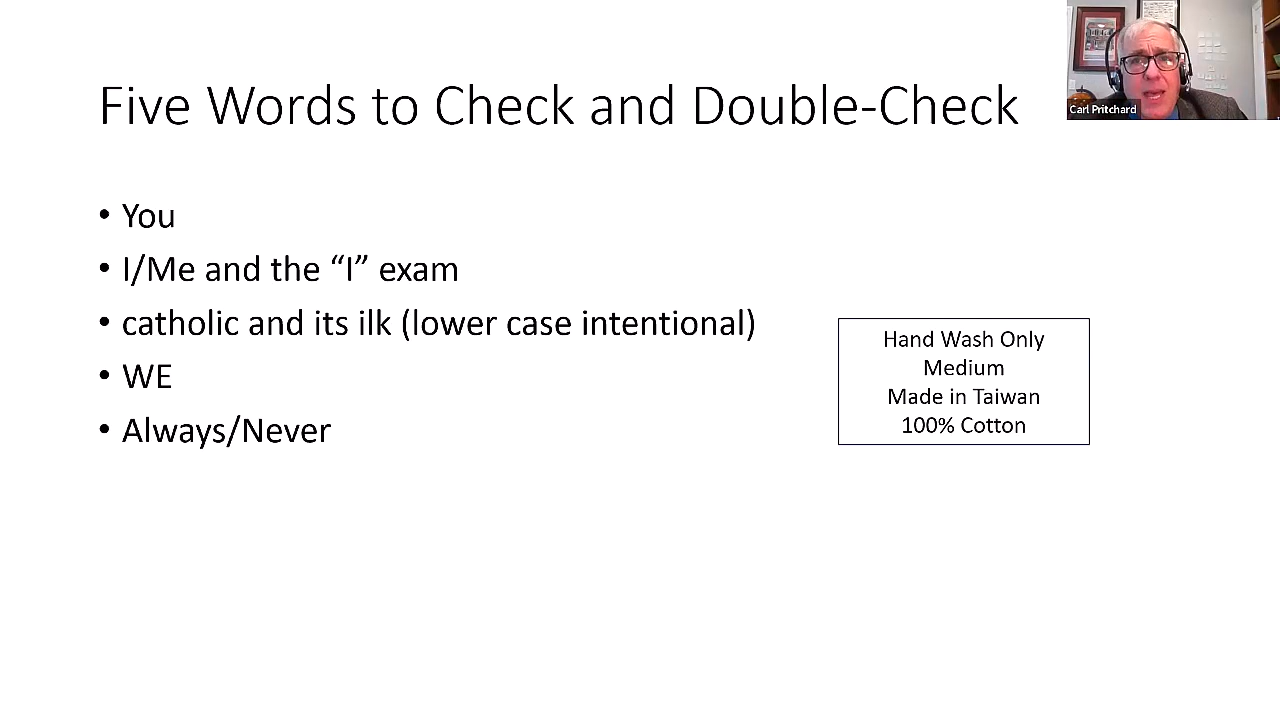 Five Words to Check and Double-Check
Carl Pritchard
• You
• I/Me and the “I” exam
• catholic and its ilk (lower case intentional)
• WE
• Always/Never
Hand Wash Only
Medium
Made in Taiwan
100% Cotton